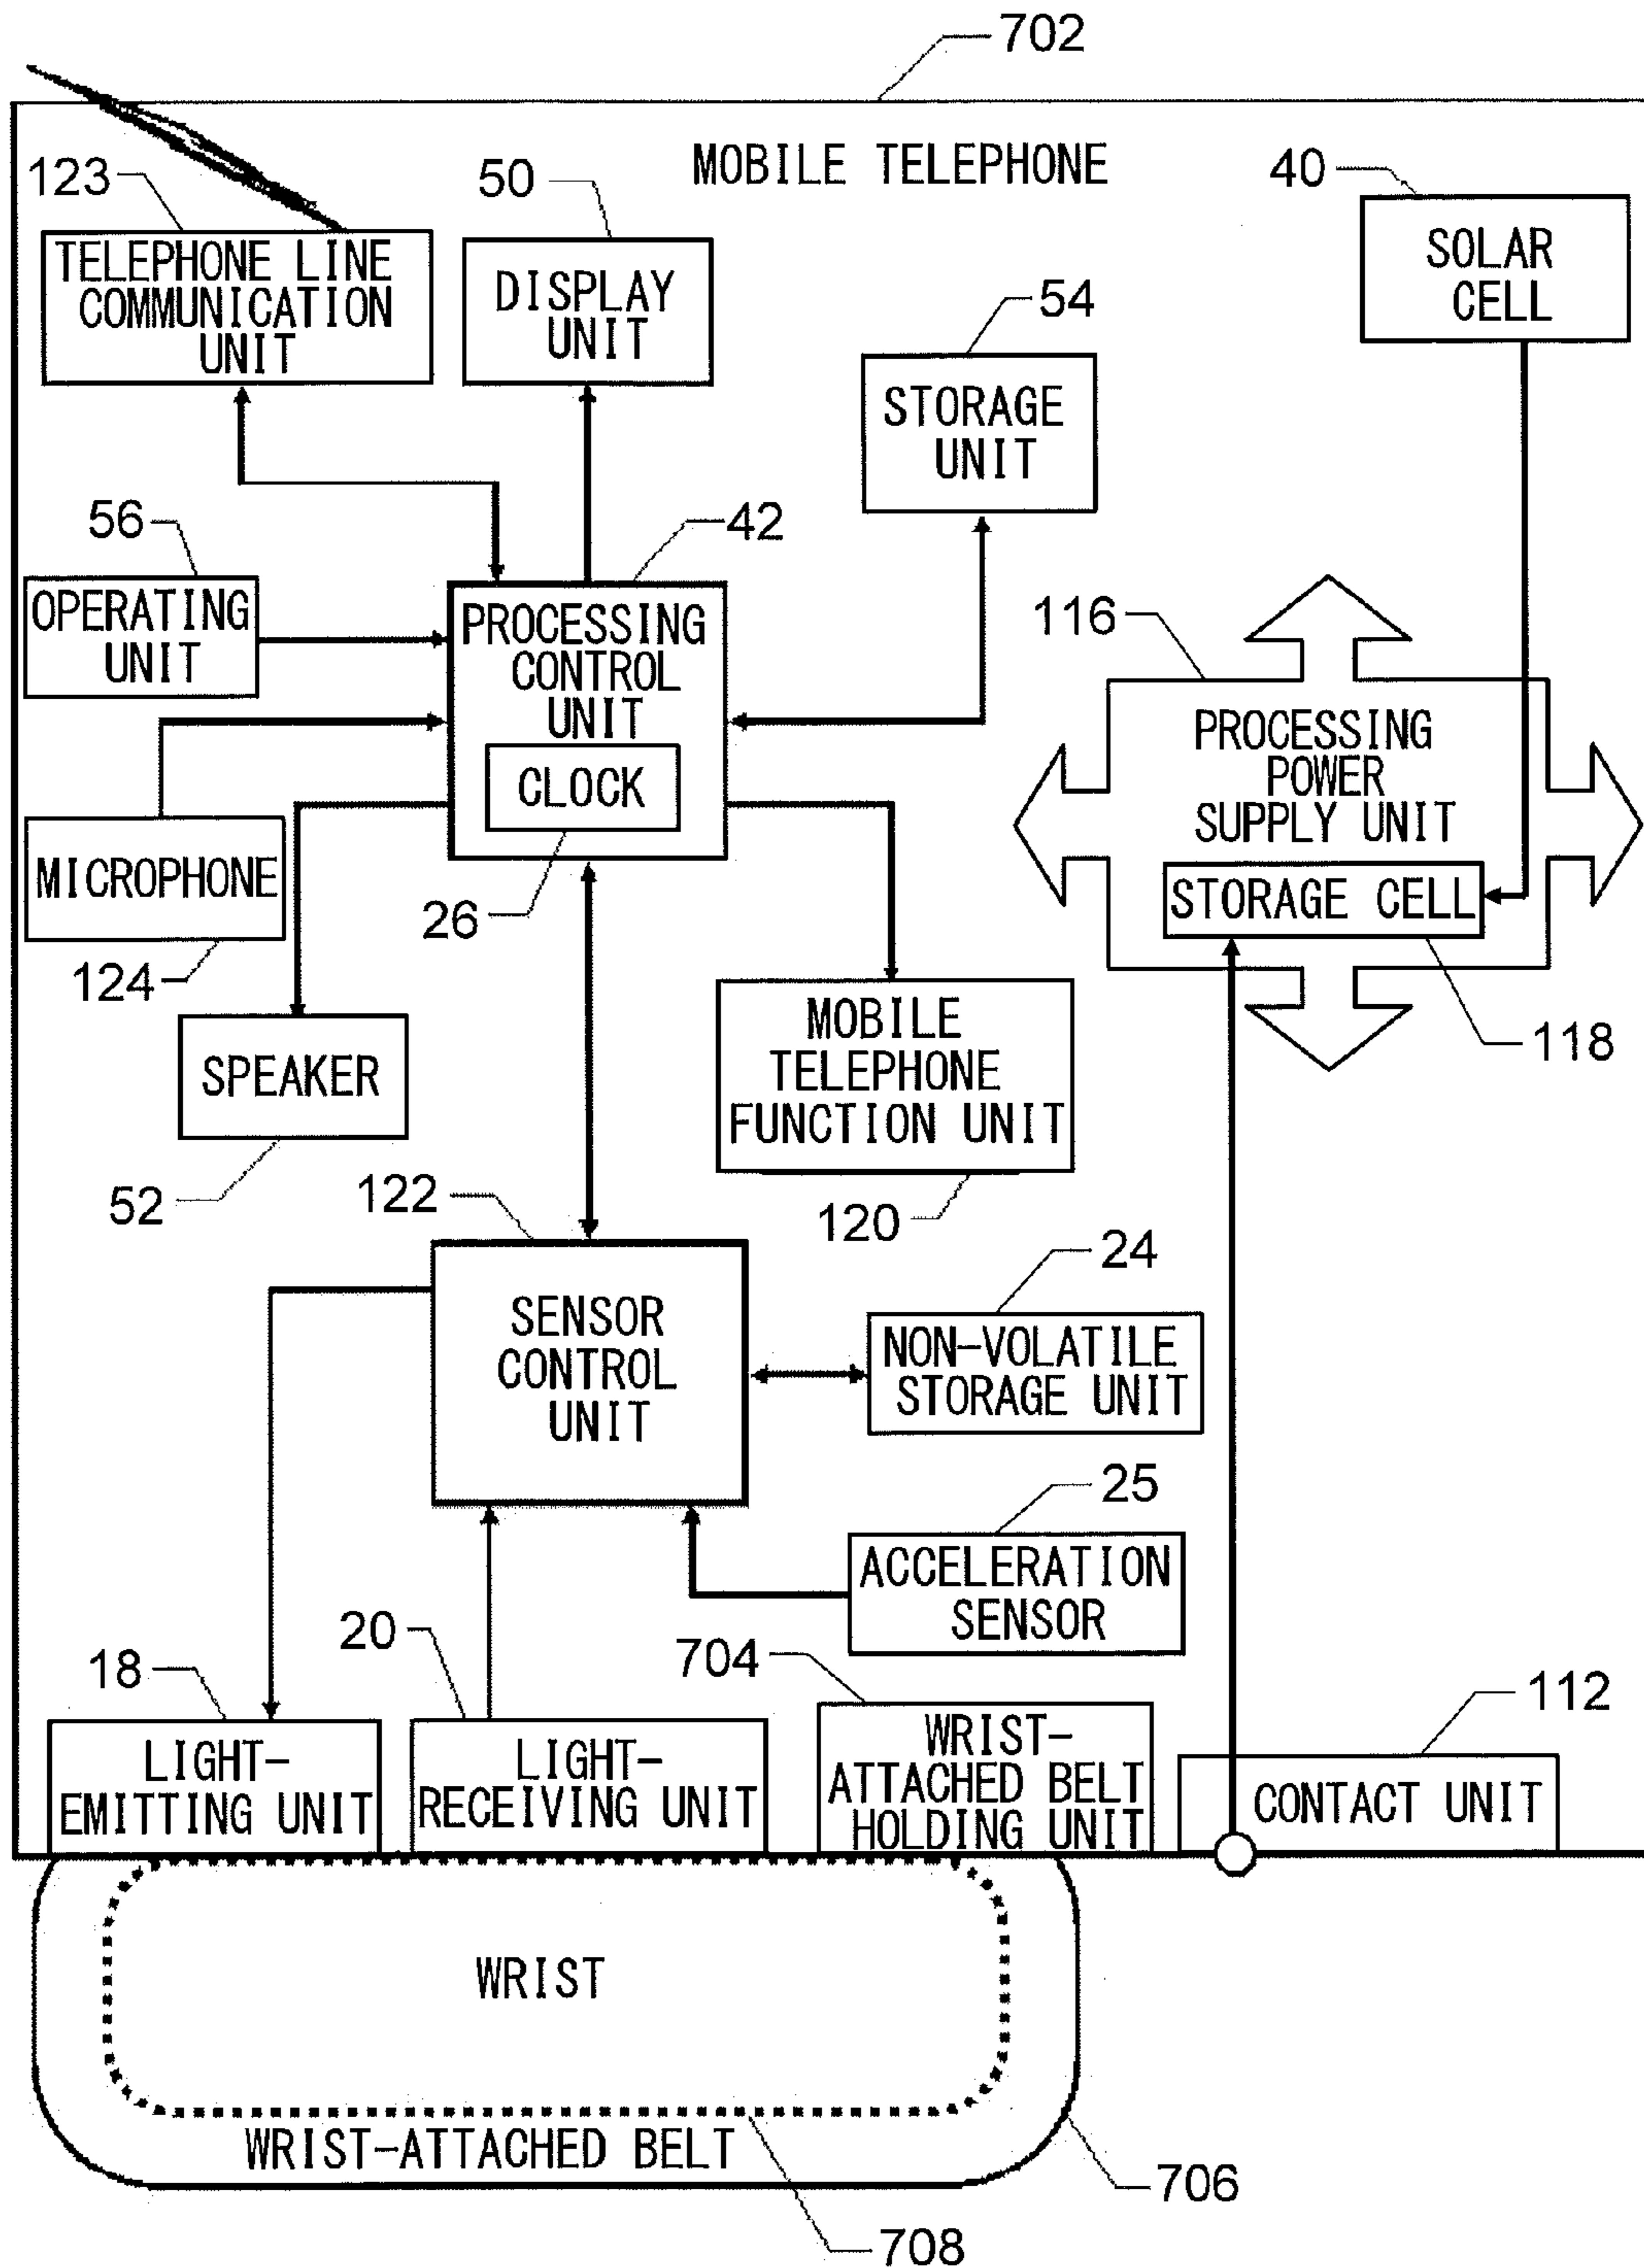 702
MOBILE TELEPHONE
123
50
40
TELEPHONE LINE
COMMUNICATION
UNIT
DISPLAY
UNIT
54
SOLAR
CELL
STORAGE
UNIT
56
42
OPERATING
UNIT
PROCESSING
CONTROL
UNIT
CLOCK
26
116
PROCESSING
POWER
SUPPLY UNIT
STORAGE CELL
118
MICROPHONE
124
SPEAKER
52
MOBILE
TELEPHONE
FUNCTION UNIT
120
122
SENSOR
CONTROL
UNIT
24
NON-VOLATILE
STORAGE UNIT
25
ACCELERATION
SENSOR
18
20
704
112
LIGHT-
EMITTING UNIT
LIGHT-
RECEIVING UNIT
WRIST-
ATTACHED BELT
HOLDING UNIT
CONTACT UNIT
WRIST
WRIST-ATTACHED BELT
706
708